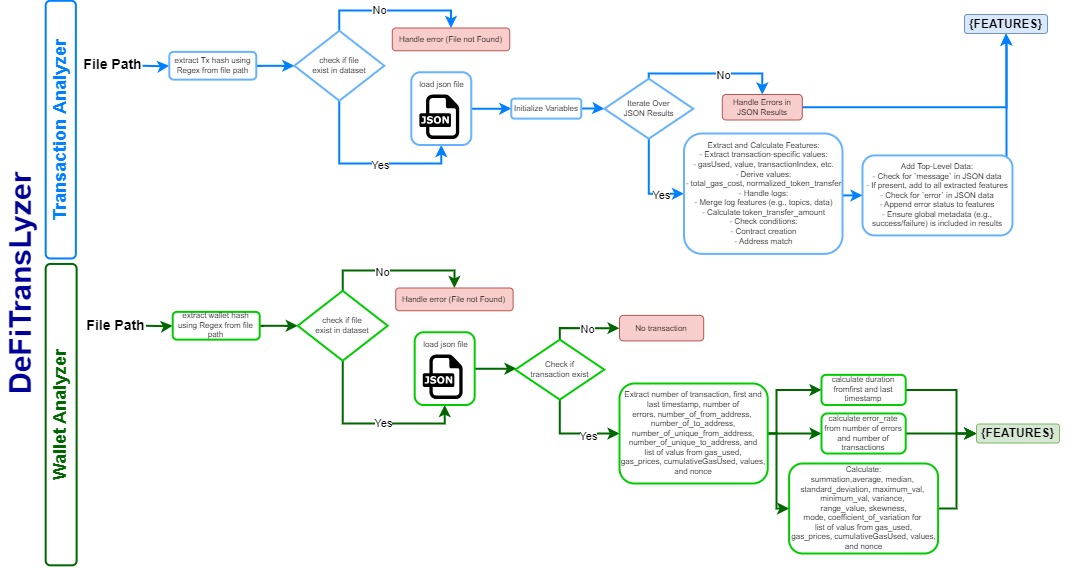 DeFiTransLyzer
Transaction Analyzer
File Path
extract Tx hash using
Regex from file path
check if file
exist in dataset
No
Handle error (File not Found)
Yes
load json file
JSON
Initialize Variables
Iterate Over
JSON Results
No
Handle Errors in
JSON Results
Yes
Extract and Calculate Features:
- Extract transaction-specific values:
- gasUsed, value, transactionIndex, etc.
- Derive values:
- total_gas_cost, normalized_token_transfer
- Handle logs:
- Merge log features (e.g., topics, data)
- Calculate token_transfer_amount
- Check conditions:
- Contract creation
- Address match
Add Top-Level Data:
- Check for `message` in JSON data
- If present, add to all extracted features
- Check for `error` in JSON data
- Append error status to features
- Ensure global metadata (e.g.,
success/failure) is included in results
{FEATURES}
Wallet Analyzer
File Path
extract wallet hash
using Regex from file
path
check if file
exist in dataset
No
Handle error (File not Found)
Yes
load json file
JSON
Check if
transaction exist
No
No transaction
Yes
Extract number of transaction, first and
last timestamp, number of
errors, number_of_from_address,
number_of_to_address,
number_of_unique_from_address,
number_of_unique_to_address, and
list of valus from gas_used,
gas_prices, cumulativeGasUsed, values,
and nonce
calculate duration
fromfirst and last
timestamp
calculate error_rate
from number of errors
and number of
transactions
Calculate:
summation,average, median,
standard_deviation, maximum_val,
minimum_val, variance,
range_value, skewness,
mode, coefficient_of_variation for
list of valus from gas_used,
gas_prices, cumulativeGasUsed, values,
and nonce
{FEATURES}